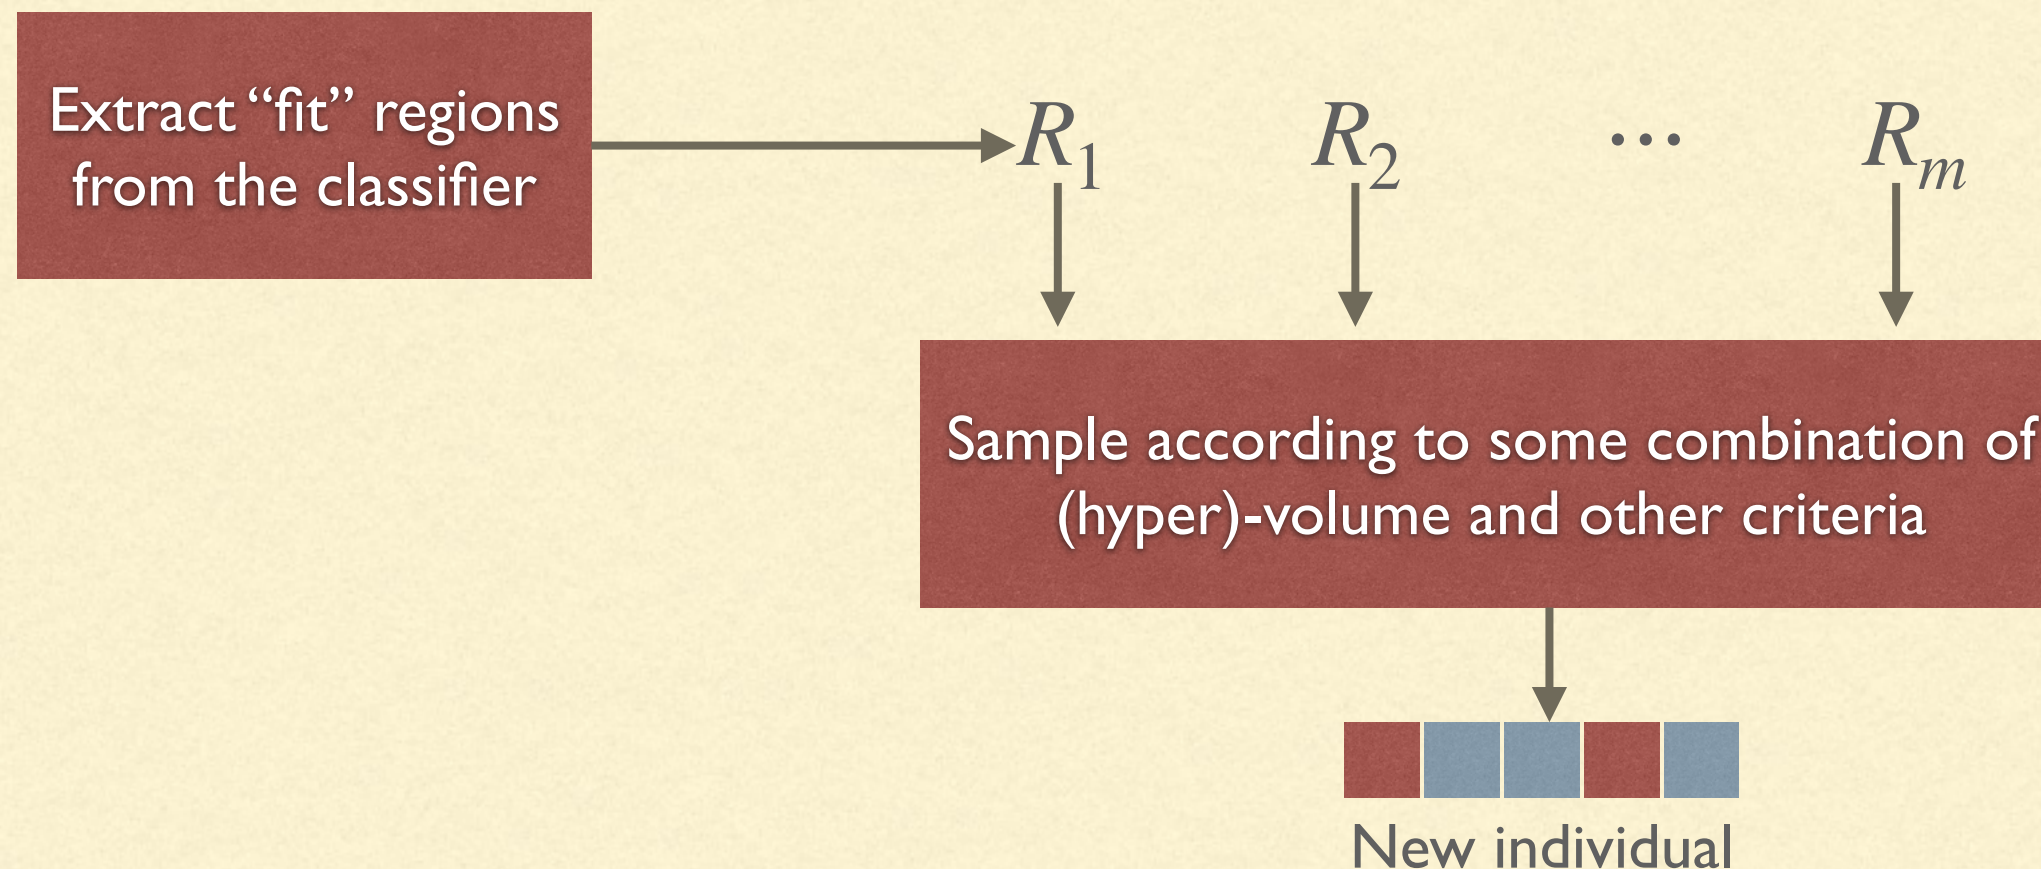 Extract “fit” regions
from the classifier
R₁ R₂ ⋯ Rₘ
Sample according to some combination of
(hyper)-volume and other criteria
New individual